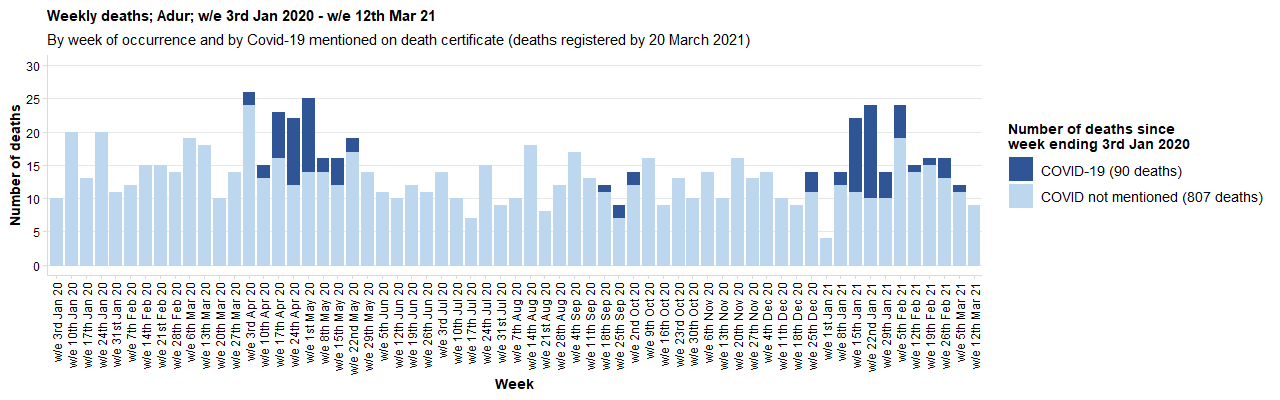 Weekly deaths; Adur; w/e 3rd Jan 2020 - w/e 12th Mar 21
By week of occurrence and by Covid-19 mentioned on death certificate (deaths registered by 20 March 2021)
Number of deaths
30
25
20
15
10
5
0
w/e 3rd Jan 20
w/e 10th Jan 20
w/e 17th Jan 20
w/e 24th Jan 20
w/e 31st Jan 20
w/e 7th Feb 20
w/e 14th Feb 20
w/e 21st Feb 20
w/e 28th Feb 20
w/e 6th Mar 20
w/e 13th Mar 20
w/e 20th Mar 20
w/e 27th Mar 20
w/e 3rd Apr 20
w/e 10th Apr 20
w/e 17th Apr 20
w/e 24th Apr 20
w/e 1st May 20
w/e 8th May 20
w/e 15th May 20
w/e 22nd May 20
w/e 29th May 20
w/e 5th Jun 20
w/e 12th Jun 20
w/e 19th Jun 20
w/e 26th Jun 20
w/e 3rd Jul 20
w/e 10th Jul 20
w/e 17th Jul 20
w/e 24th Jul 20
w/e 31st Jul 20
w/e 7th Aug 20
w/e 14th Aug 20
w/e 21st Aug 20
w/e 28th Aug 20
w/e 4th Sep 20
w/e 11th Sep 20
w/e 18th Sep 20
w/e 25th Sep 20
w/e 2nd Oct 20
w/e 9th Oct 20
w/e 16th Oct 20
w/e 23rd Oct 20
w/e 30th Oct 20
w/e 6th Nov 20
w/e 13th Nov 20
w/e 20th Nov 20
w/e 27th Nov 20
w/e 4th Dec 20
w/e 11th Dec 20
w/e 18th Dec 20
w/e 25th Dec 20
w/e 1st Jan 21
w/e 8th Jan 21
w/e 15th Jan 21
w/e 22nd Jan 21
w/e 29th Jan 21
w/e 5th Feb 21
w/e 12th Feb 21
w/e 19th Feb 21
w/e 26th Feb 21
w/e 5th Mar 21
w/e 12th Mar 21
Week
Number of deaths since
week ending 3rd Jan 2020
COVID-19 (90 deaths)
COVID not mentioned (807 deaths)